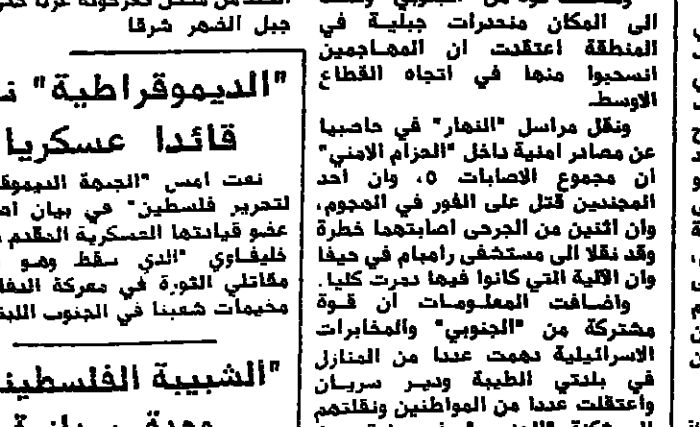 الى المكان منحدرات جبلية في
المنطقة اعتقدت ان المهاجمين
انسحبوا منها في اتجاه القطاع
الاوسط.
ونقل مراسل "النهار" في حاصبيا
عن مصادر امنية داخل "الحزام الامني"
ان مجموع الاصابات ٥، وان احد
المجندين قتل على الفور في الهجوم،
وان اثنين من الجرحى اصابتهما خطرة
وقد نقلا الى مستشفى رامبام في حيفا
وان الآلية التي كانوا فيها دمرت كليا.
واضافت المعلومات ان قوة
مشتركة من "الجنوبي" والمخابرات
الاسرائيلية دهمت عددا من المنازل
في بلدتي الطيبة ودير سريان
واعتقلت عددا من المواطنين ونقلتهم
جبل الضهر شرقا
"الديموقراطية"
قائدا عسكريا
نعت امس "الجبهة
لتحرير فلسطين" في بيان
عضو قيادتها العسكرية المقدم
خليفاوي "الذي سقط وهو
مقاتلي الثورة في معركة
مخيمات شعبنا في الجنوب
"الشبيبة